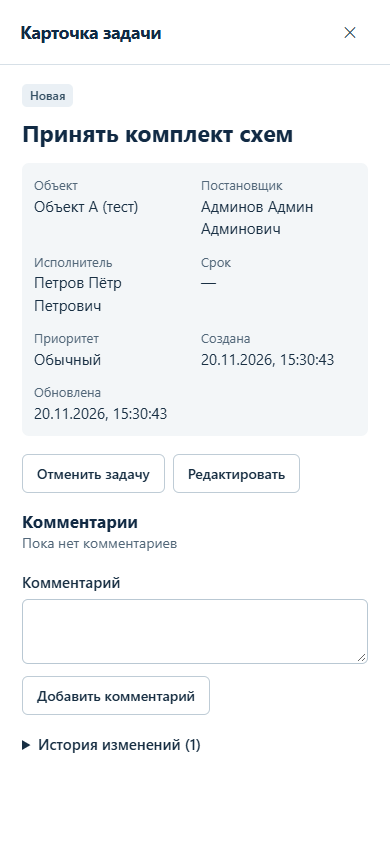 Карточка задачи
Новая
Принять комплект схем
Объект
Объект А (тест)
Постановщик
Админов Админ
Админович
Исполнитель
Петров Пётр
Петрович
Срок
—
Приоритет
Обычный
Создана
20.11.2026, 15:30:43
Обновлена
20.11.2026, 15:30:43
Отменить задачу
Редактировать
Комментарии
Пока нет комментариев
Комментарий
Добавить комментарий
История изменений (1)